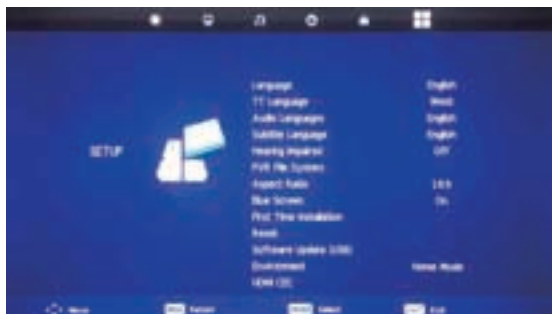 SETUP
Language English
TT Language West
Audio Languages English
Subtitle Language English
Hearing Impaired Off
PVR File System
Aspect Ratio 16:9
Blue Screen On
First Time Installation
Reset
Software Update (USB)
Environment Home Mode
HDMI CEC
Move Return Select Exit